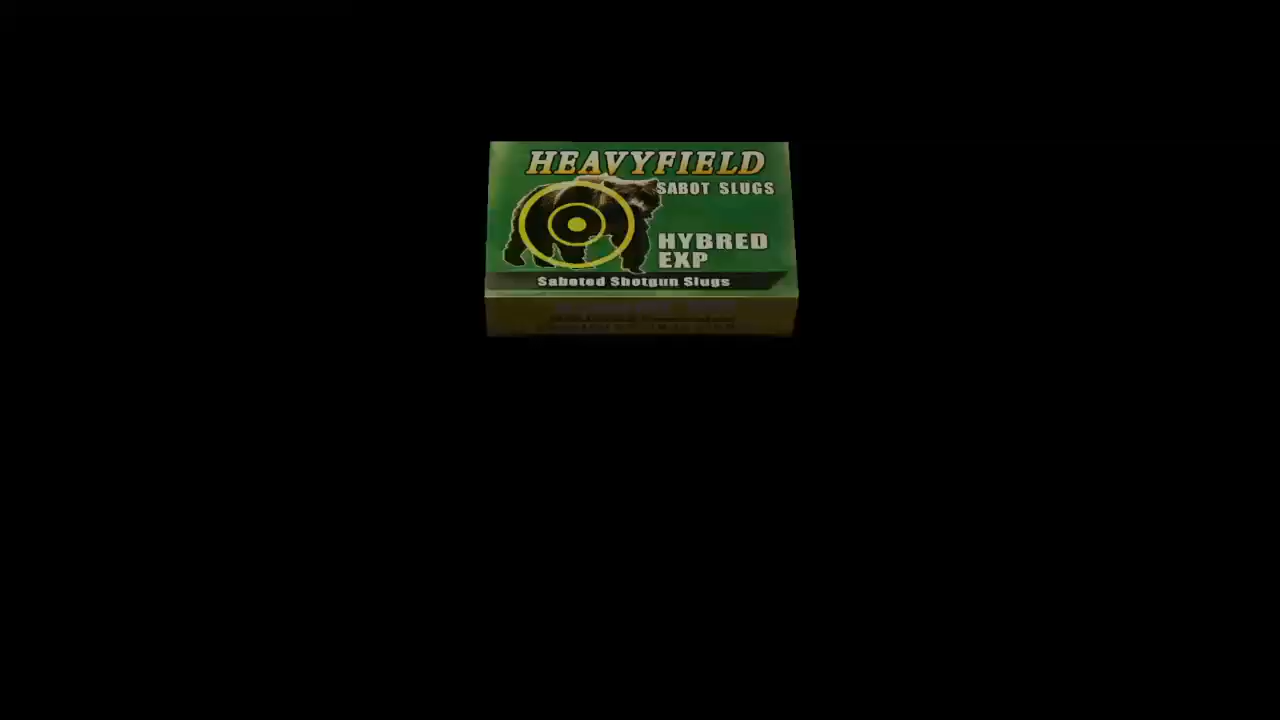 HEAVYFIELD
SABOT SLUGS
HYBRED
EXP
Saboted Shotgun Slugs